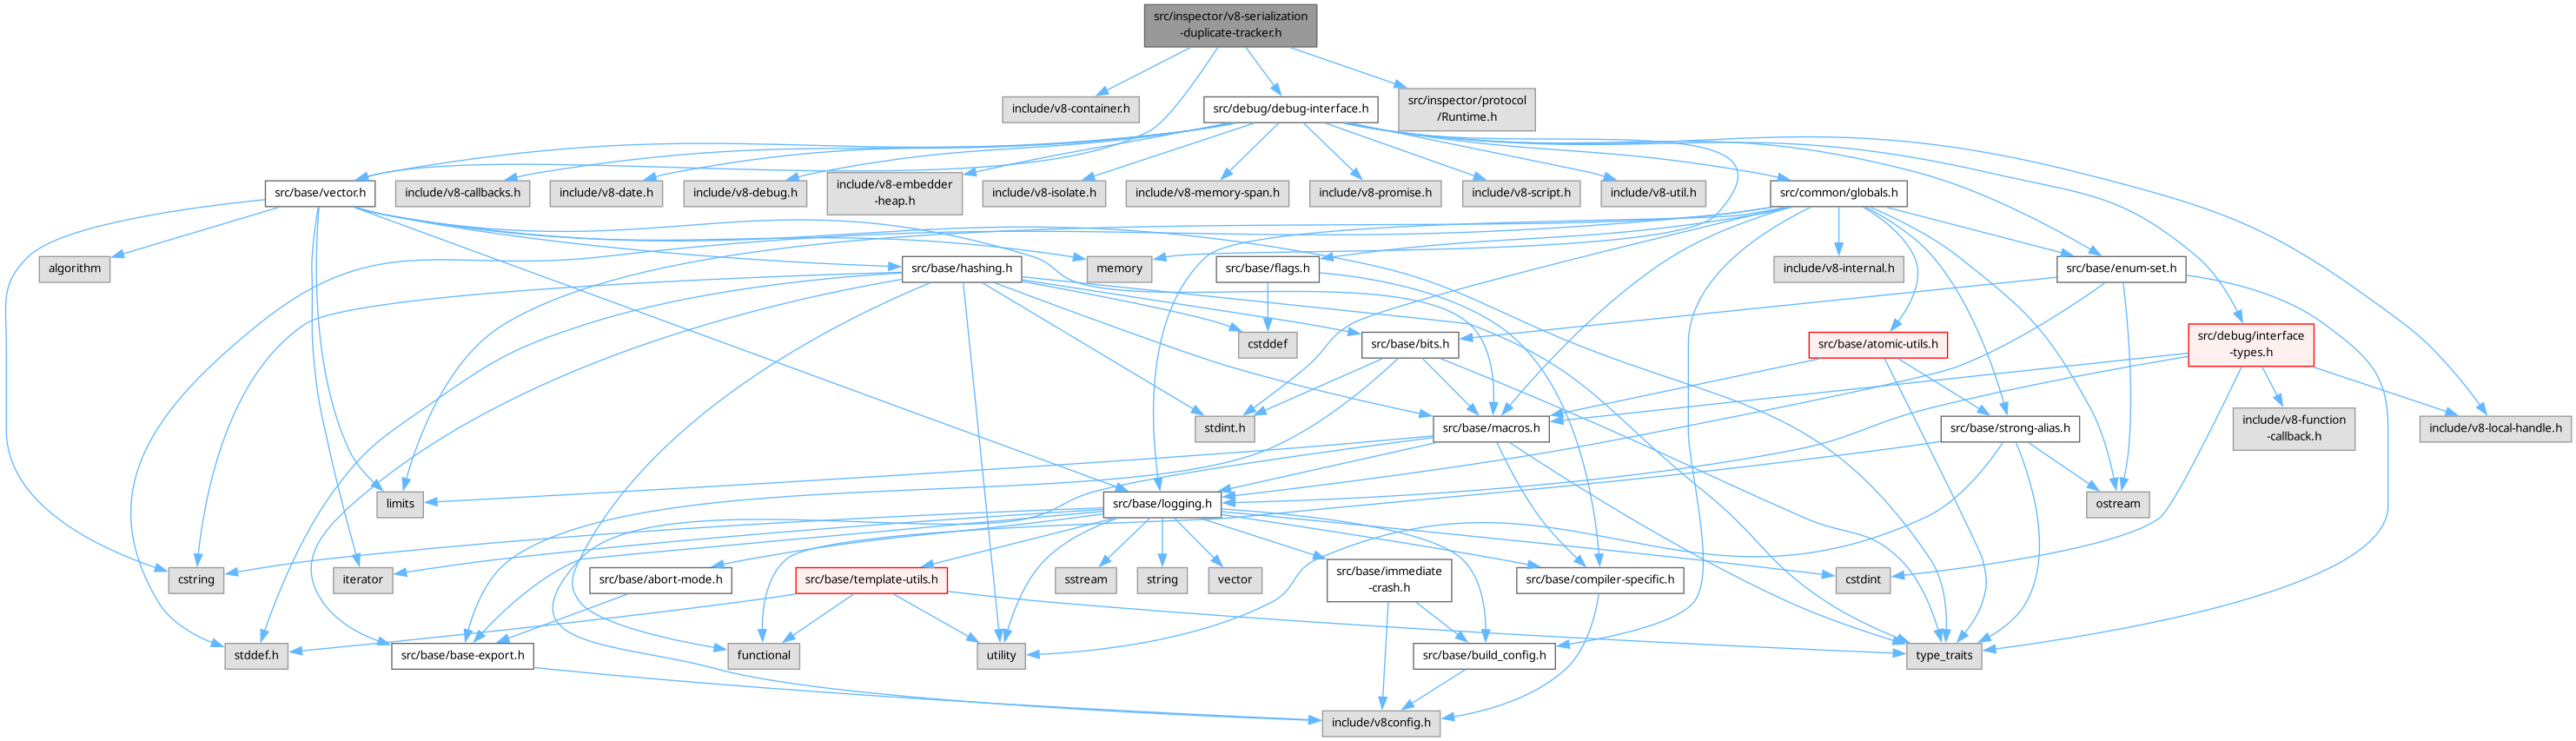 src/inspector/v8-serialization
-duplicate-tracker.h
include/v8-container.h
src/debug/debug-interface.h
src/inspector/protocol
/Runtime.h
src/base/vector.h
include/v8-callbacks.h
include/v8-date.h
include/v8-debug.h
include/v8-embedder
-heap.h
include/v8-isolate.h
include/v8-memory-span.h
include/v8-promise.h
include/v8-script.h
include/v8-util.h
src/common/globals.h
algorithm
memory
src/base/hashing.h
src/base/flags.h
include/v8-internal.h
src/base/enum-set.h
cstddef
src/base/bits.h
src/base/atomic-utils.h
src/debug/interface
-types.h
stdint.h
src/base/macros.h
src/base/strong-alias.h
include/v8-function
-callback.h
include/v8-local-handle.h
limits
src/base/logging.h
ostream
cstring
iterator
src/base/abort-mode.h
src/base/template-utils.h
sstream
string
vector
src/base/immediate
-crash.h
src/base/compiler-specific.h
cstdint
stddef.h
src/base/base-export.h
functional
utility
src/base/build_config.h
type_traits
include/v8config.h